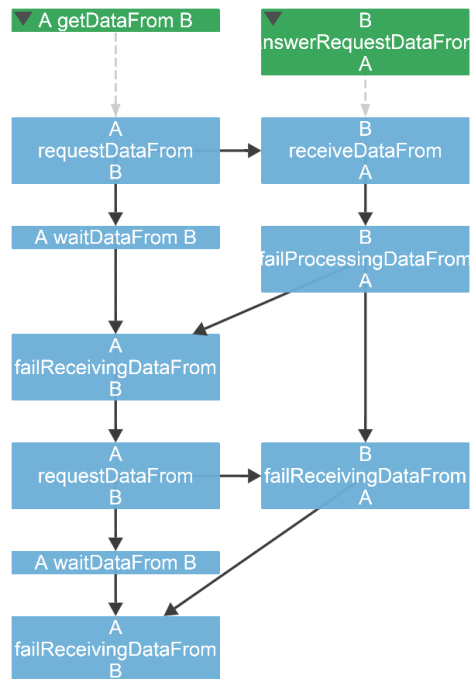 A getDataFrom B
B
nswerRequestDataFrom
A
A
requestDataFrom
B
B
receiveDataFrom
A
A waitDataFrom B
B
failProcessingDataFrom
A
A
failReceivingDataFrom
B
A
requestDataFrom
B
B
failReceivingDataFrom
A
A waitDataFrom B
A
failReceivingDataFrom
B